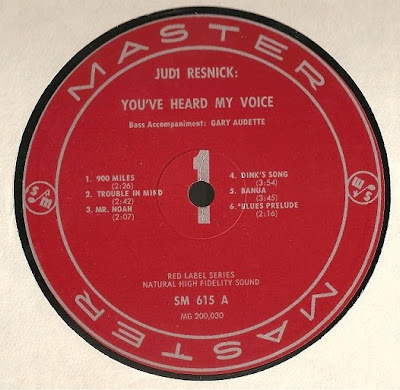 MASTER
JUDI RESNICK:
YOU'VE HEARD MY VOICE
Bass Accompaniment: GARY AUDETTE
1. 900 MILES
(2:26)
2. TROUBLE IN MIND
(2:42)
3. MR. NOAH
(2:07)
1
4. DINK'S SONG
(3:54)
5. BANUA
(3:45)
6. BLUES PRELUDE
(2:16)
RED LABEL SERIES
NATURAL HIGH FIDELITY SOUND
SM 615 A
MG 200,030
MASTER